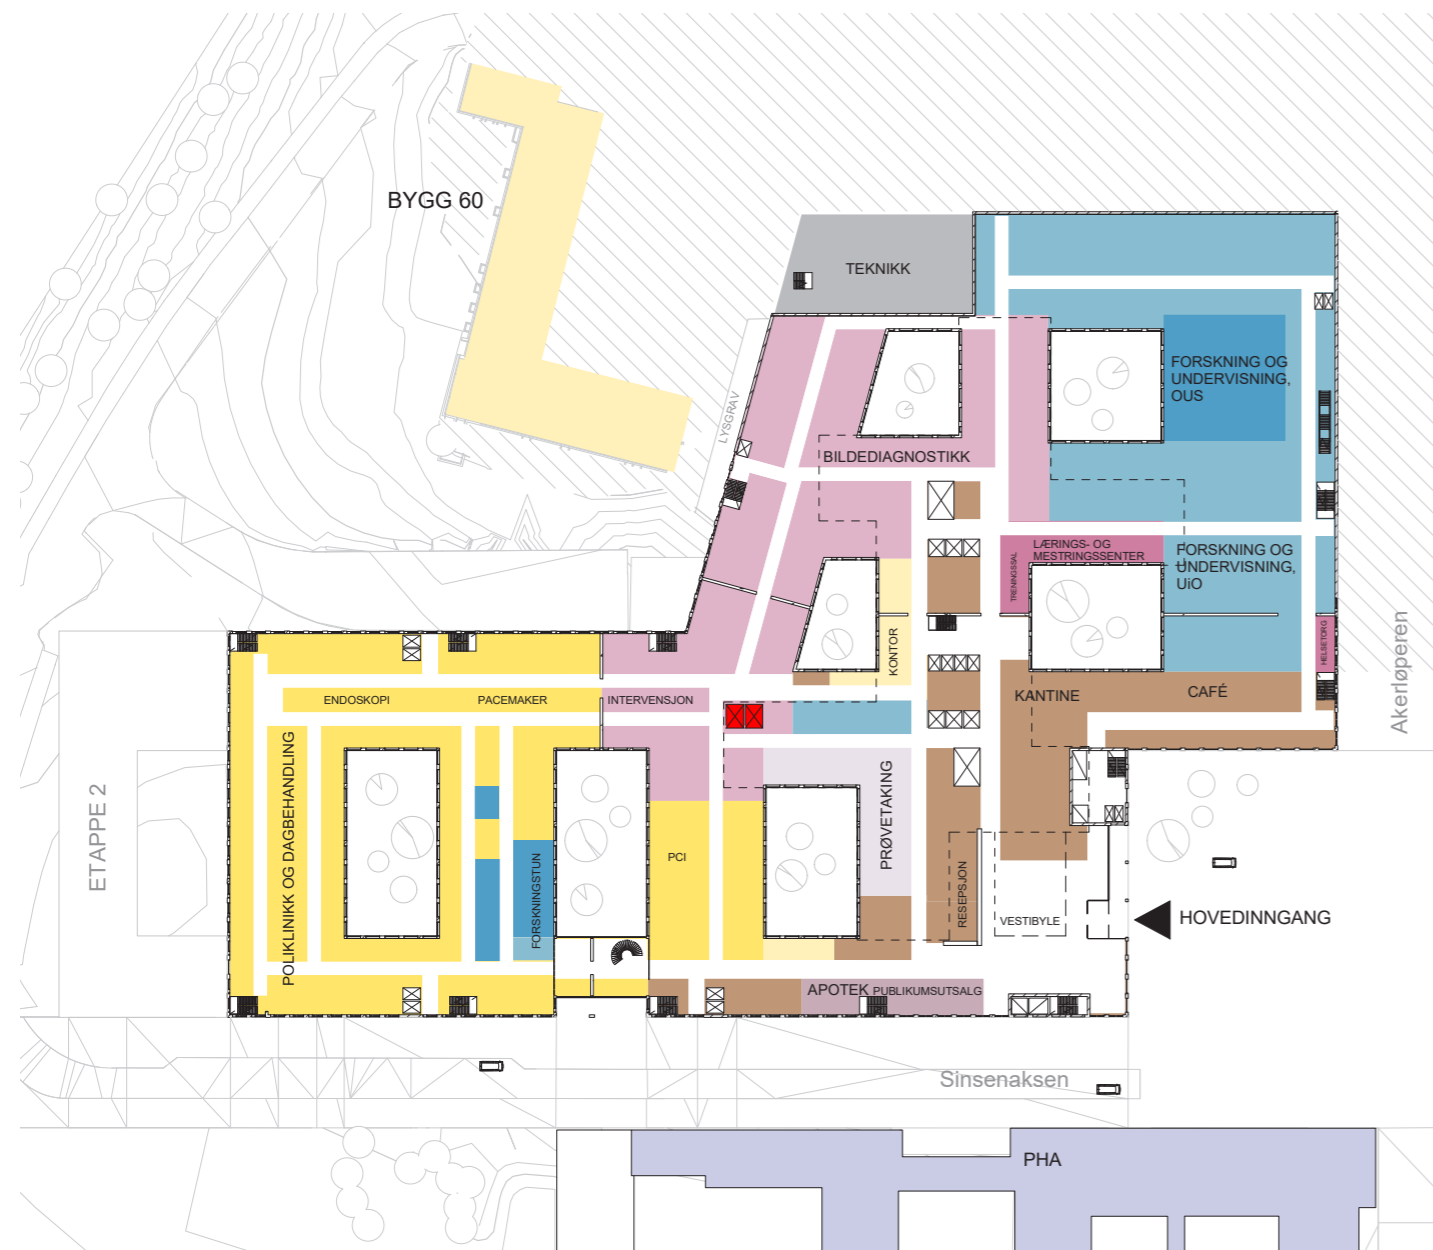 BYGG 60
TEKNIKK
LYSGRAV
FORSKNING OG
UNDERVISNING,
OUS
BILDEDIAGNOSTIKK
LÆRINGS- OG
MESTRINGSSENTER
TRENINGSSAL
FORSKNING OG
UNDERVISNING,
UiO
HELSETORG
Akerløperen
KONTOR
ENDOSKOPI
PACEMAKER
INTERVENSJON
KANTINE
CAFÉ
POLIKLINIKK OG DAGBEHANDLING
ETAPPE 2
PRØVETAKING
PCI
FORSKNINGSTUN
RESEPSJON
VESTIBYLE
HOVEDINNGANG
APOTEK PUBLIKUMSUTSALG
Sinsenaksen
PHA